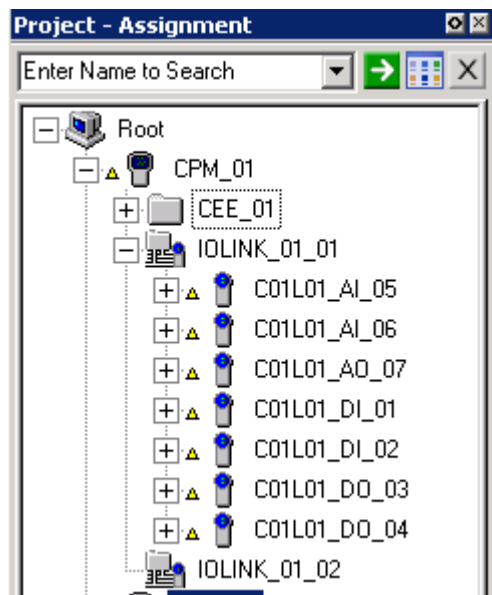 Project - Assignment
Enter Name to Search
Root
CPM_01
CEE_01
IOLINK_01_01
C01L01_AI_05
C01L01_AI_06
C01L01_AO_07
C01L01_DI_01
C01L01_DI_02
C01L01_DO_03
C01L01_DO_04
IOLINK_01_02